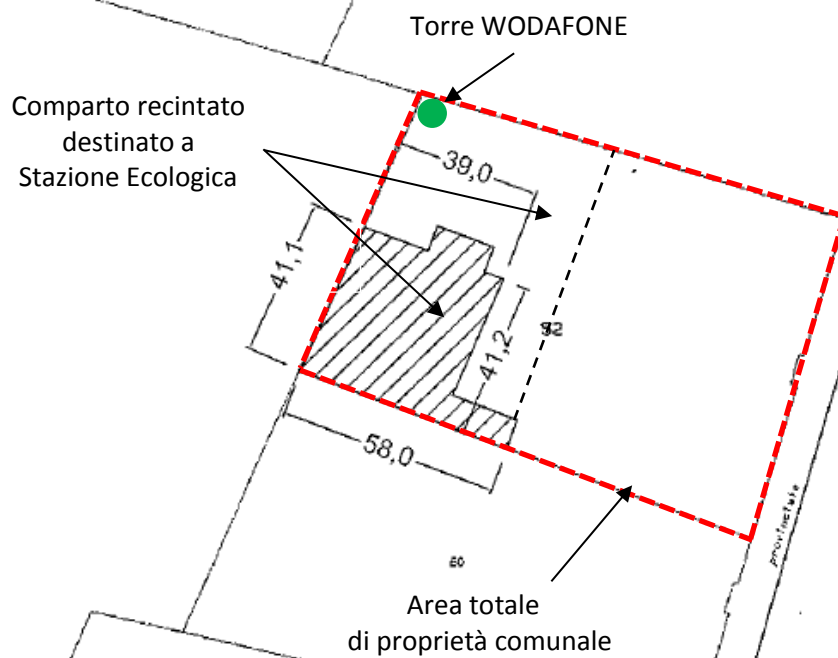 Torre WODAFONE
Comparto recintato
destinato a
Stazione Ecologica
39,0
41,1
41,2
58,0
provinciale
Area totale
di proprietà comunale